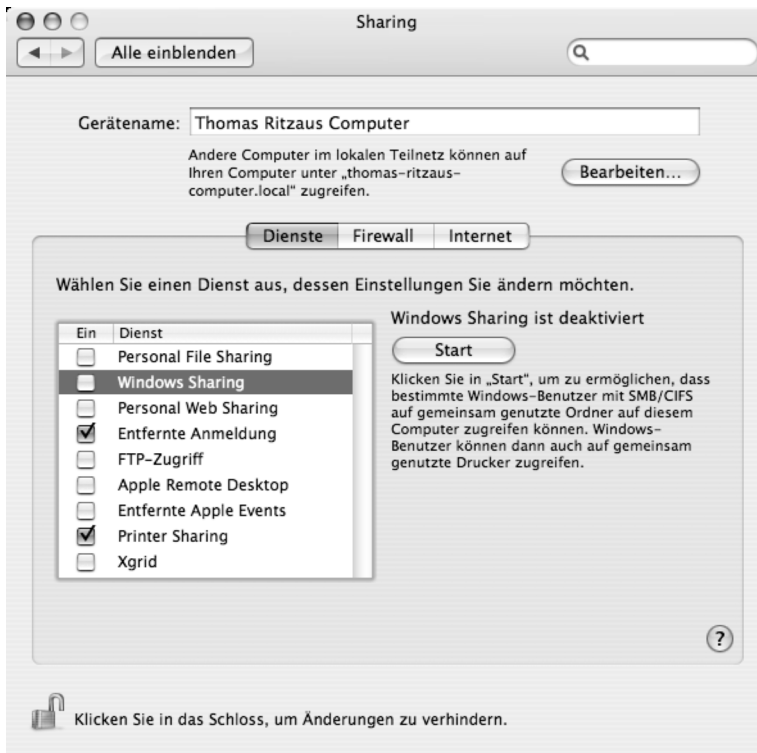 Sharing
Alle einblenden
Gerätename: Thomas Ritzaus Computer
Andere Computer im lokalen Teilnetz können auf
Ihren Computer unter „thomas-ritzaus-
computer.local“ zugreifen.
Bearbeiten...
Dienste Firewall Internet
Wählen Sie einen Dienst aus, dessen Einstellungen Sie ändern möchten.
Ein Dienst
Personal File Sharing
Windows Sharing
Personal Web Sharing
Entfernte Anmeldung
FTP-Zugriff
Apple Remote Desktop
Entfernte Apple Events
Printer Sharing
Xgrid
Windows Sharing ist deaktiviert
Start
Klicken Sie in „Start“, um zu ermöglichen, dass
bestimmte Windows-Benutzer mit SMB/CIFS
auf gemeinsam genutzte Ordner auf diesem
Computer zugreifen können. Windows-
Benutzer können dann auch auf gemeinsam
genutzte Drucker zugreifen.
?
Klicken Sie in das Schloss, um Änderungen zu verhindern.